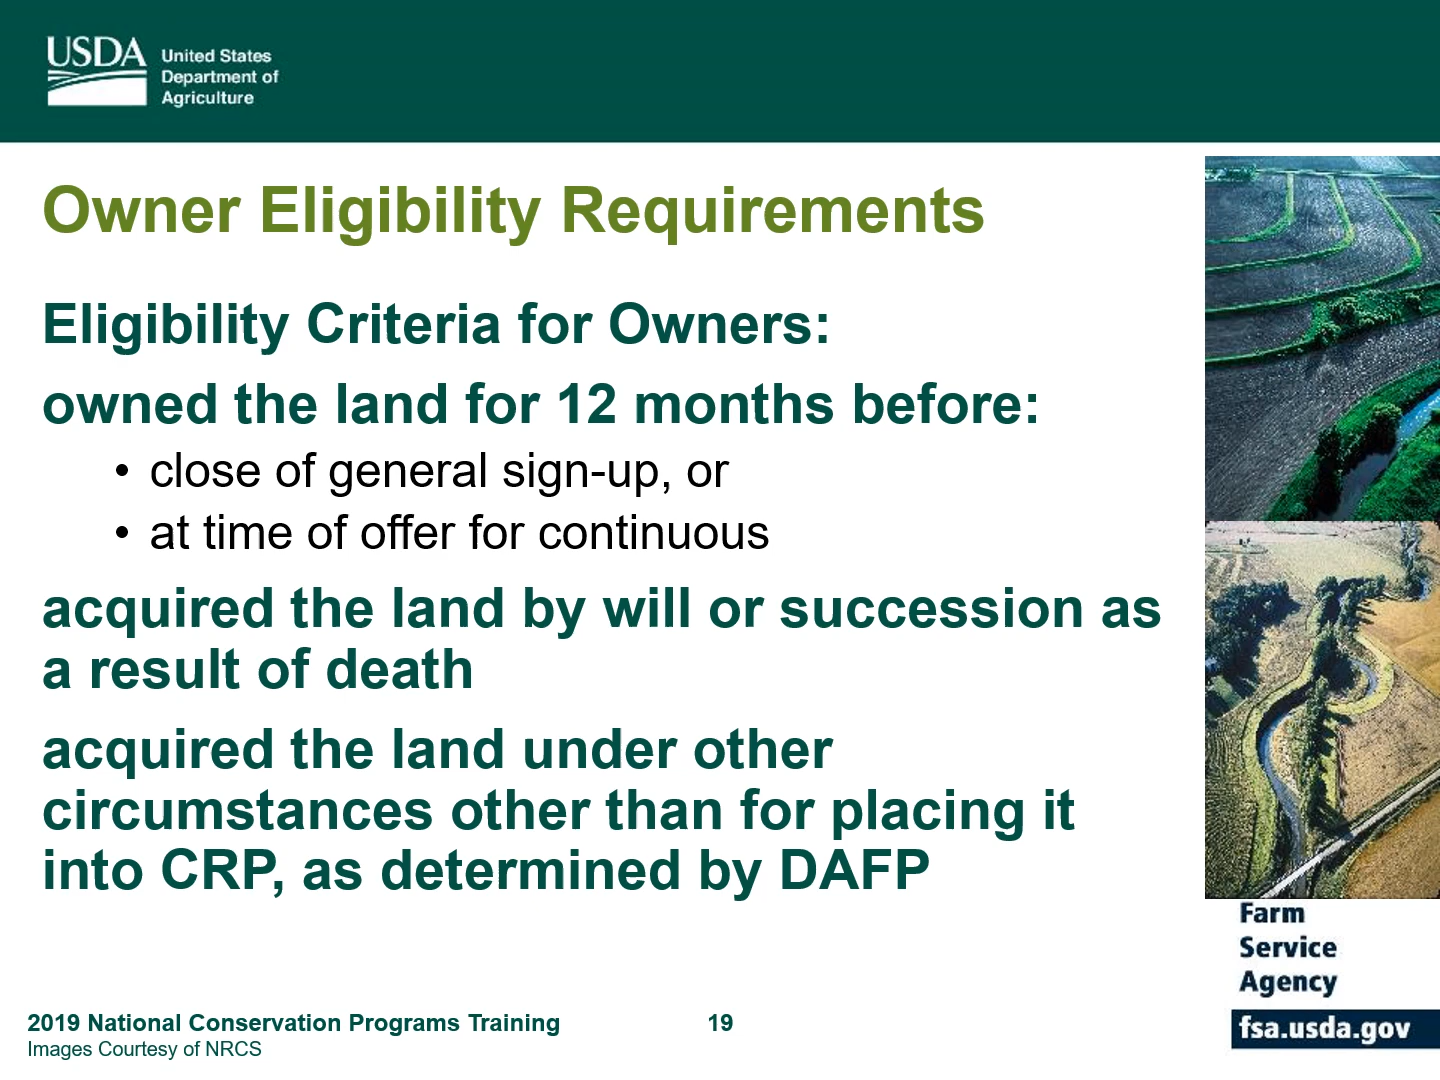 USDA
United States
Department of
Agriculture
Owner Eligibility Requirements
Eligibility Criteria for Owners:
owned the land for 12 months before:
• close of general sign-up, or
• at time of offer for continuous
acquired the land by will or succession as
a result of death
acquired the land under other
circumstances other than for placing it
into CRP, as determined by DAFP
Farm
Service
Agency
fsa.usda.gov
2019 National Conservation Programs Training
19
Images Courtesy of NRCS